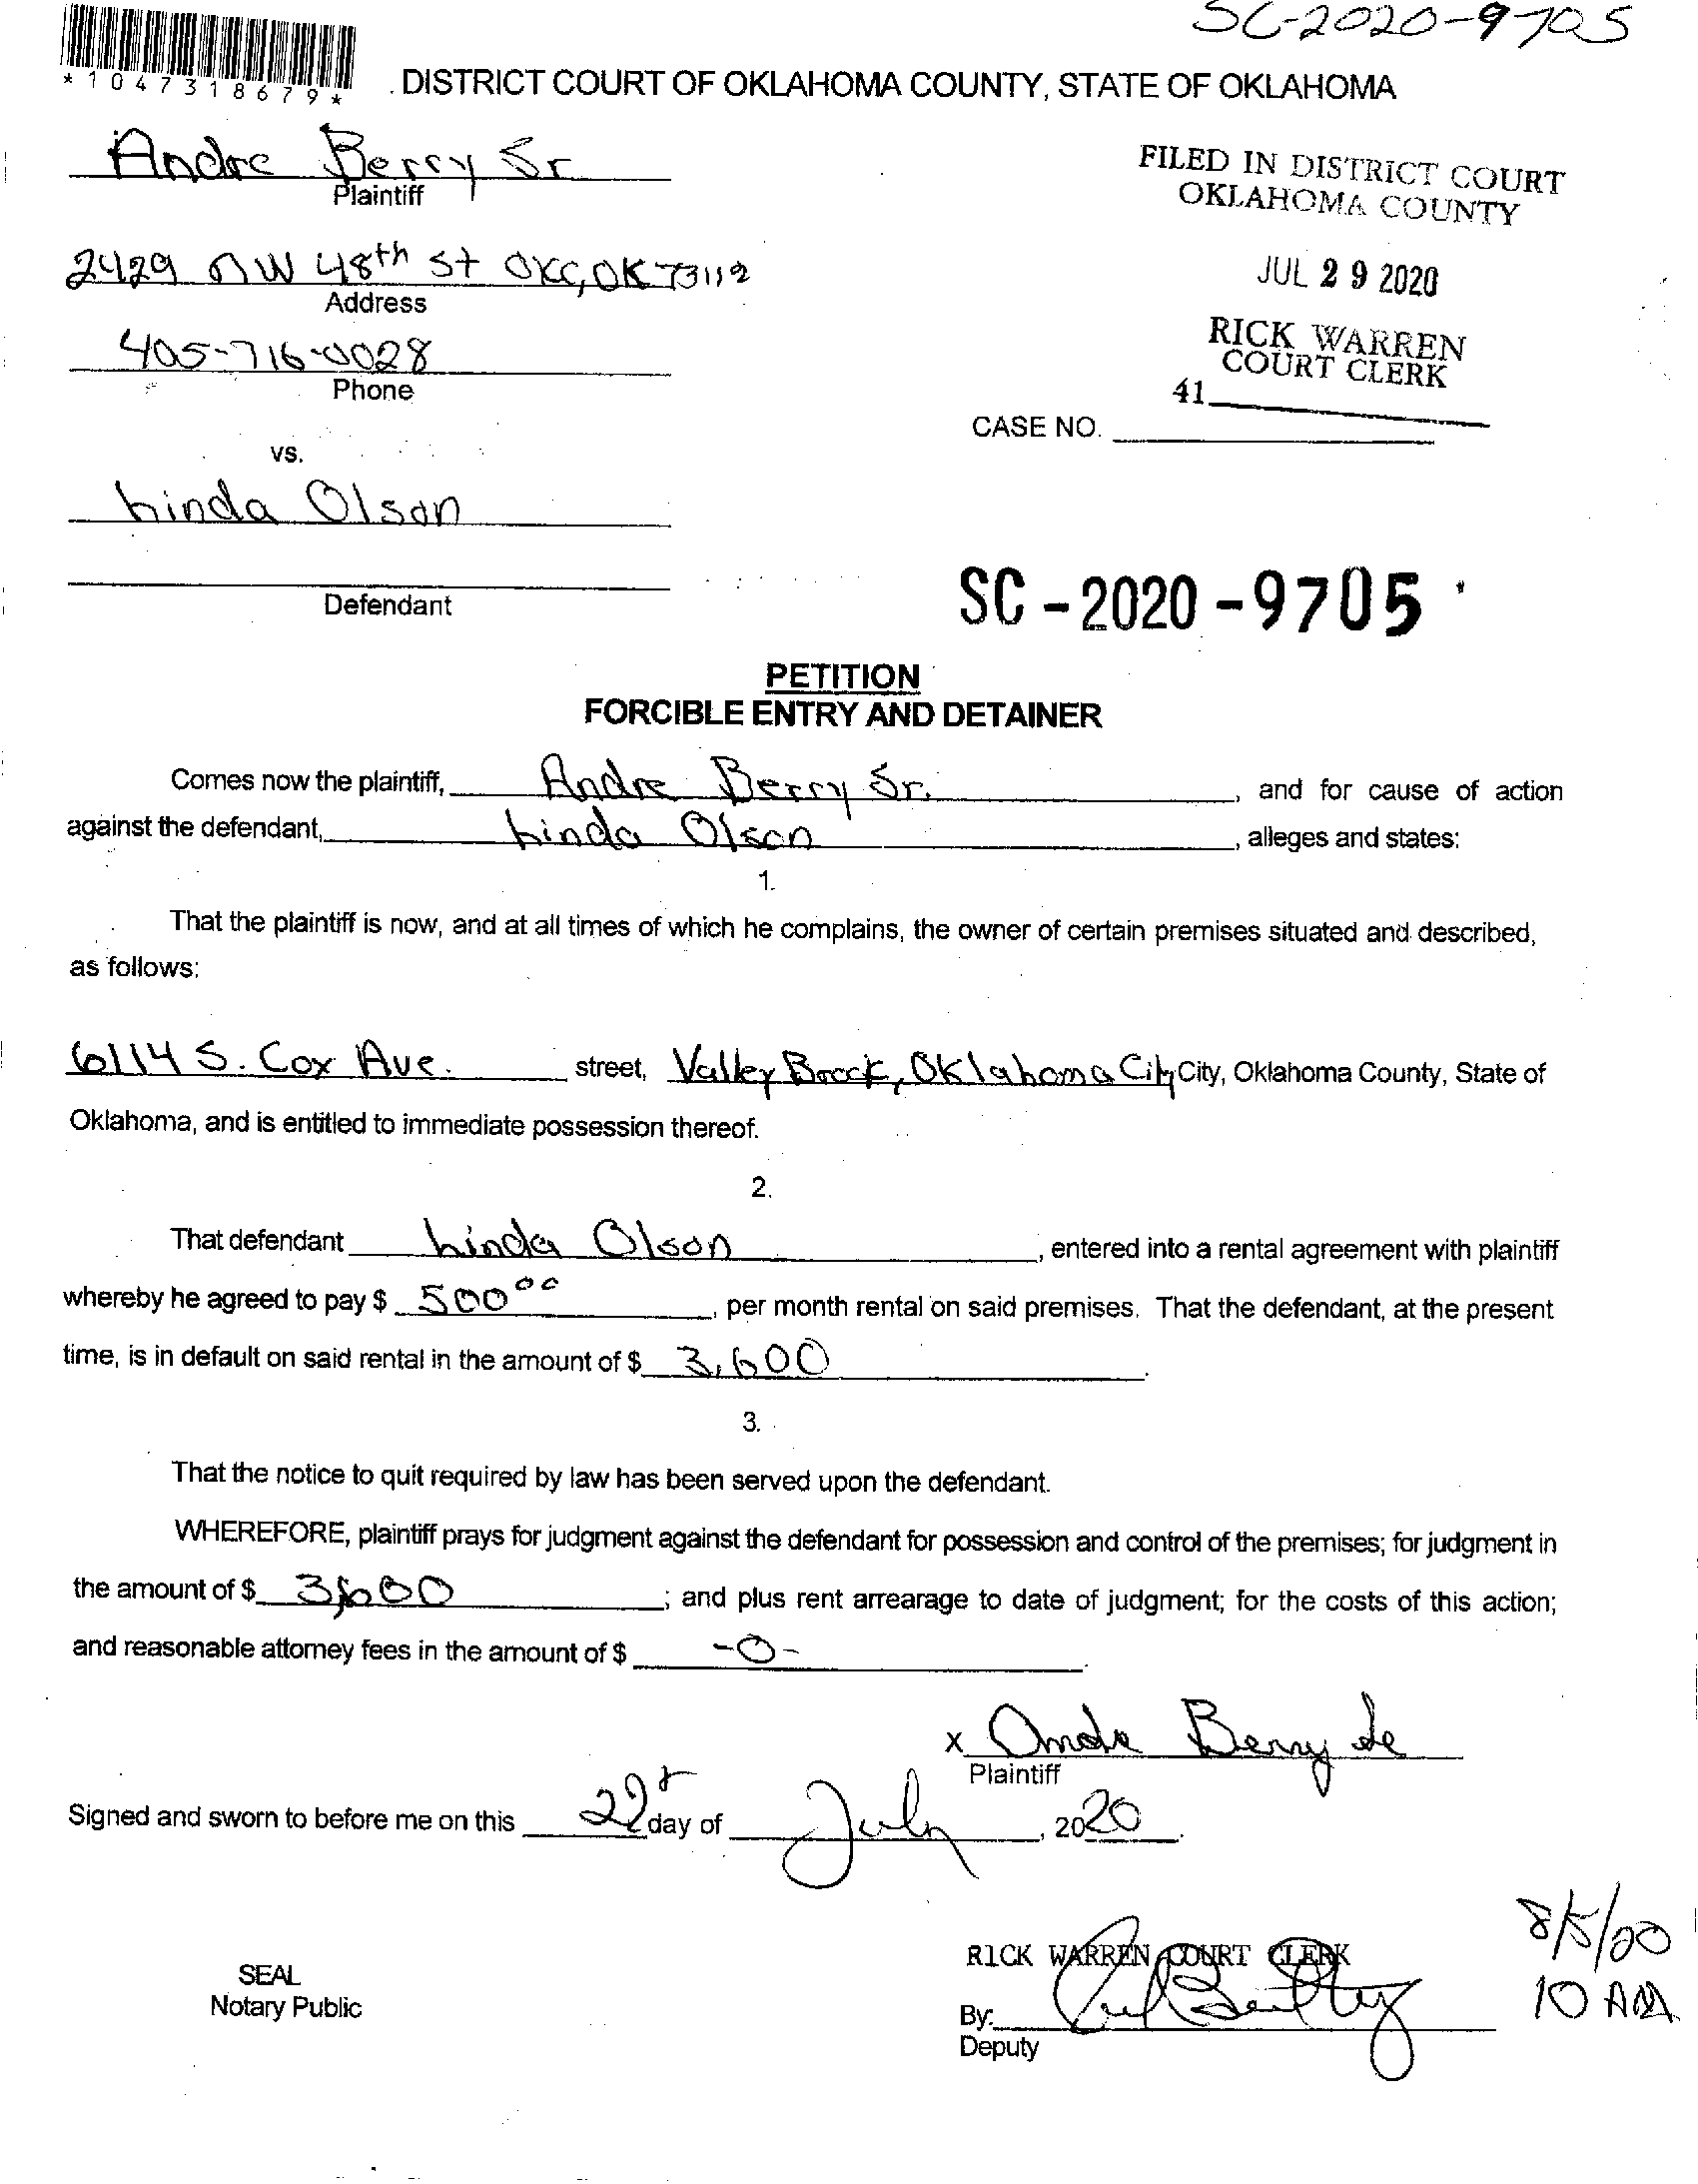 SC-2020-9705
*1047318679*
. DISTRICT COURT OF OKLAHOMA COUNTY, STATE OF OKLAHOMA
Andre Berry Sr
Plaintiff
FILED IN DISTRICT COURT
OKLAHOMA COUNTY
2429 NW 48th St OKC, OK 73112
Address
JUL 29 2020
405-716-0028
Phone
RICK WARREN
COURT CLERK
41
CASE NO.
vs.
Linda Olson
Defendant
SC-2020-9705
PETITION
FORCIBLE ENTRY AND DETAINER
Comes now the plaintiff, Andre Berry Sr. , and for cause of action
against the defendant, Linda Olson , alleges and states:
1.
That the plaintiff is now, and at all times of which he complains, the owner of certain premises situated and described,
as follows:
6114 S. Cox Ave. street, Valley Brook, Oklahoma City City, Oklahoma County, State of
Oklahoma, and is entitled to immediate possession thereof.
2.
That defendant Linda Olson , entered into a rental agreement with plaintiff
whereby he agreed to pay $ 500 00 , per month rental on said premises. That the defendant, at the present
time, is in default on said rental in the amount of $ 3,600 .
3.
That the notice to quit required by law has been served upon the defendant.
WHEREFORE, plaintiff prays for judgment against the defendant for possession and control of the premises; for judgment in
the amount of $ 3,600 ; and plus rent arrearage to date of judgment; for the costs of this action;
and reasonable attorney fees in the amount of $ -0- .
x Andre Berry Sr
Plaintiff
Signed and sworn to before me on this day of July , 2020 .
8/5/20
10 AM
RICK WARREN COURT CLERK
SEAL
Notary Public
By:
Deputy